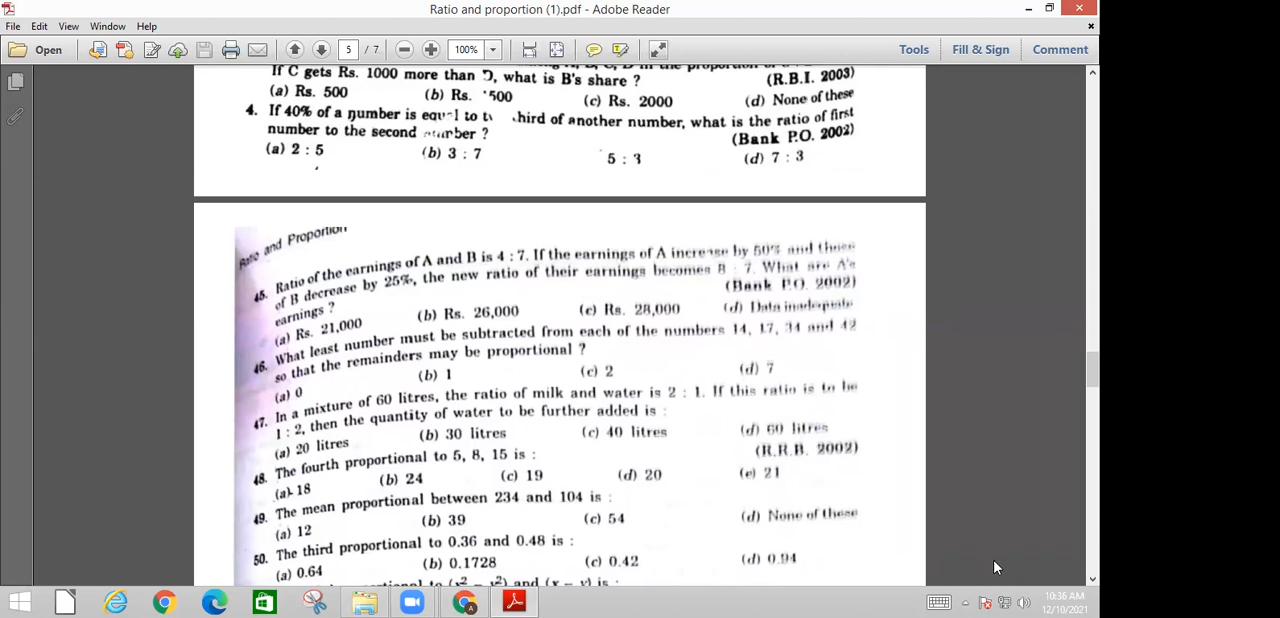 Ratio and proportion (1).pdf - Adobe Reader
File Edit View Window Help
Open 5 / 7 100% Tools Fill & Sign Comment
If C gets Rs. 1000 more than D, what is B's share ? (R.B.I. 2003)
(a) Rs. 500 (b) Rs. 500 (c) Rs. 2000 (d) None of these
4. If 40% of a number is equal to hird of another number, what is the ratio of first
number to the second number ? (Bank P.O. 2002)
(a) 2 : 5 (b) 3 : 7 5 : 3 (d) 7 : 3
Ratio and Proportion
45. Ratio of the earnings of A and B is 4 : 7. If the earnings of A increase by 50% and those
of B decrease by 25%, the new ratio of their earnings becomes 8 : 7. What are A's
earnings ? (Bank P.O. 2002)
(a) Rs. 21,000 (b) Rs. 26,000 (c) Rs. 28,000 (d) Data inadequate
46. What least number must be subtracted from each of the numbers 14, 17, 34 and 42
so that the remainders may be proportional ?
(a) 0 (b) 1 (c) 2 (d) 7
47. In a mixture of 60 litres, the ratio of milk and water is 2 : 1. If this ratio is to be
1 : 2, then the quantity of water to be further added is :
(a) 20 litres (b) 30 litres (c) 40 litres (d) 60 litres
48. The fourth proportional to 5, 8, 15 is : (R.R.B. 2002)
(a) 18 (b) 24 (c) 19 (d) 20 (e) 21
49. The mean proportional between 234 and 104 is :
(a) 12 (b) 39 (c) 54 (d) None of these
50. The third proportional to 0.36 and 0.48 is :
(a) 0.64 (b) 0.1728 (c) 0.42 (d) 0.94
(x² – y²) and (x – y) is :
10:36 AM
12/10/2021